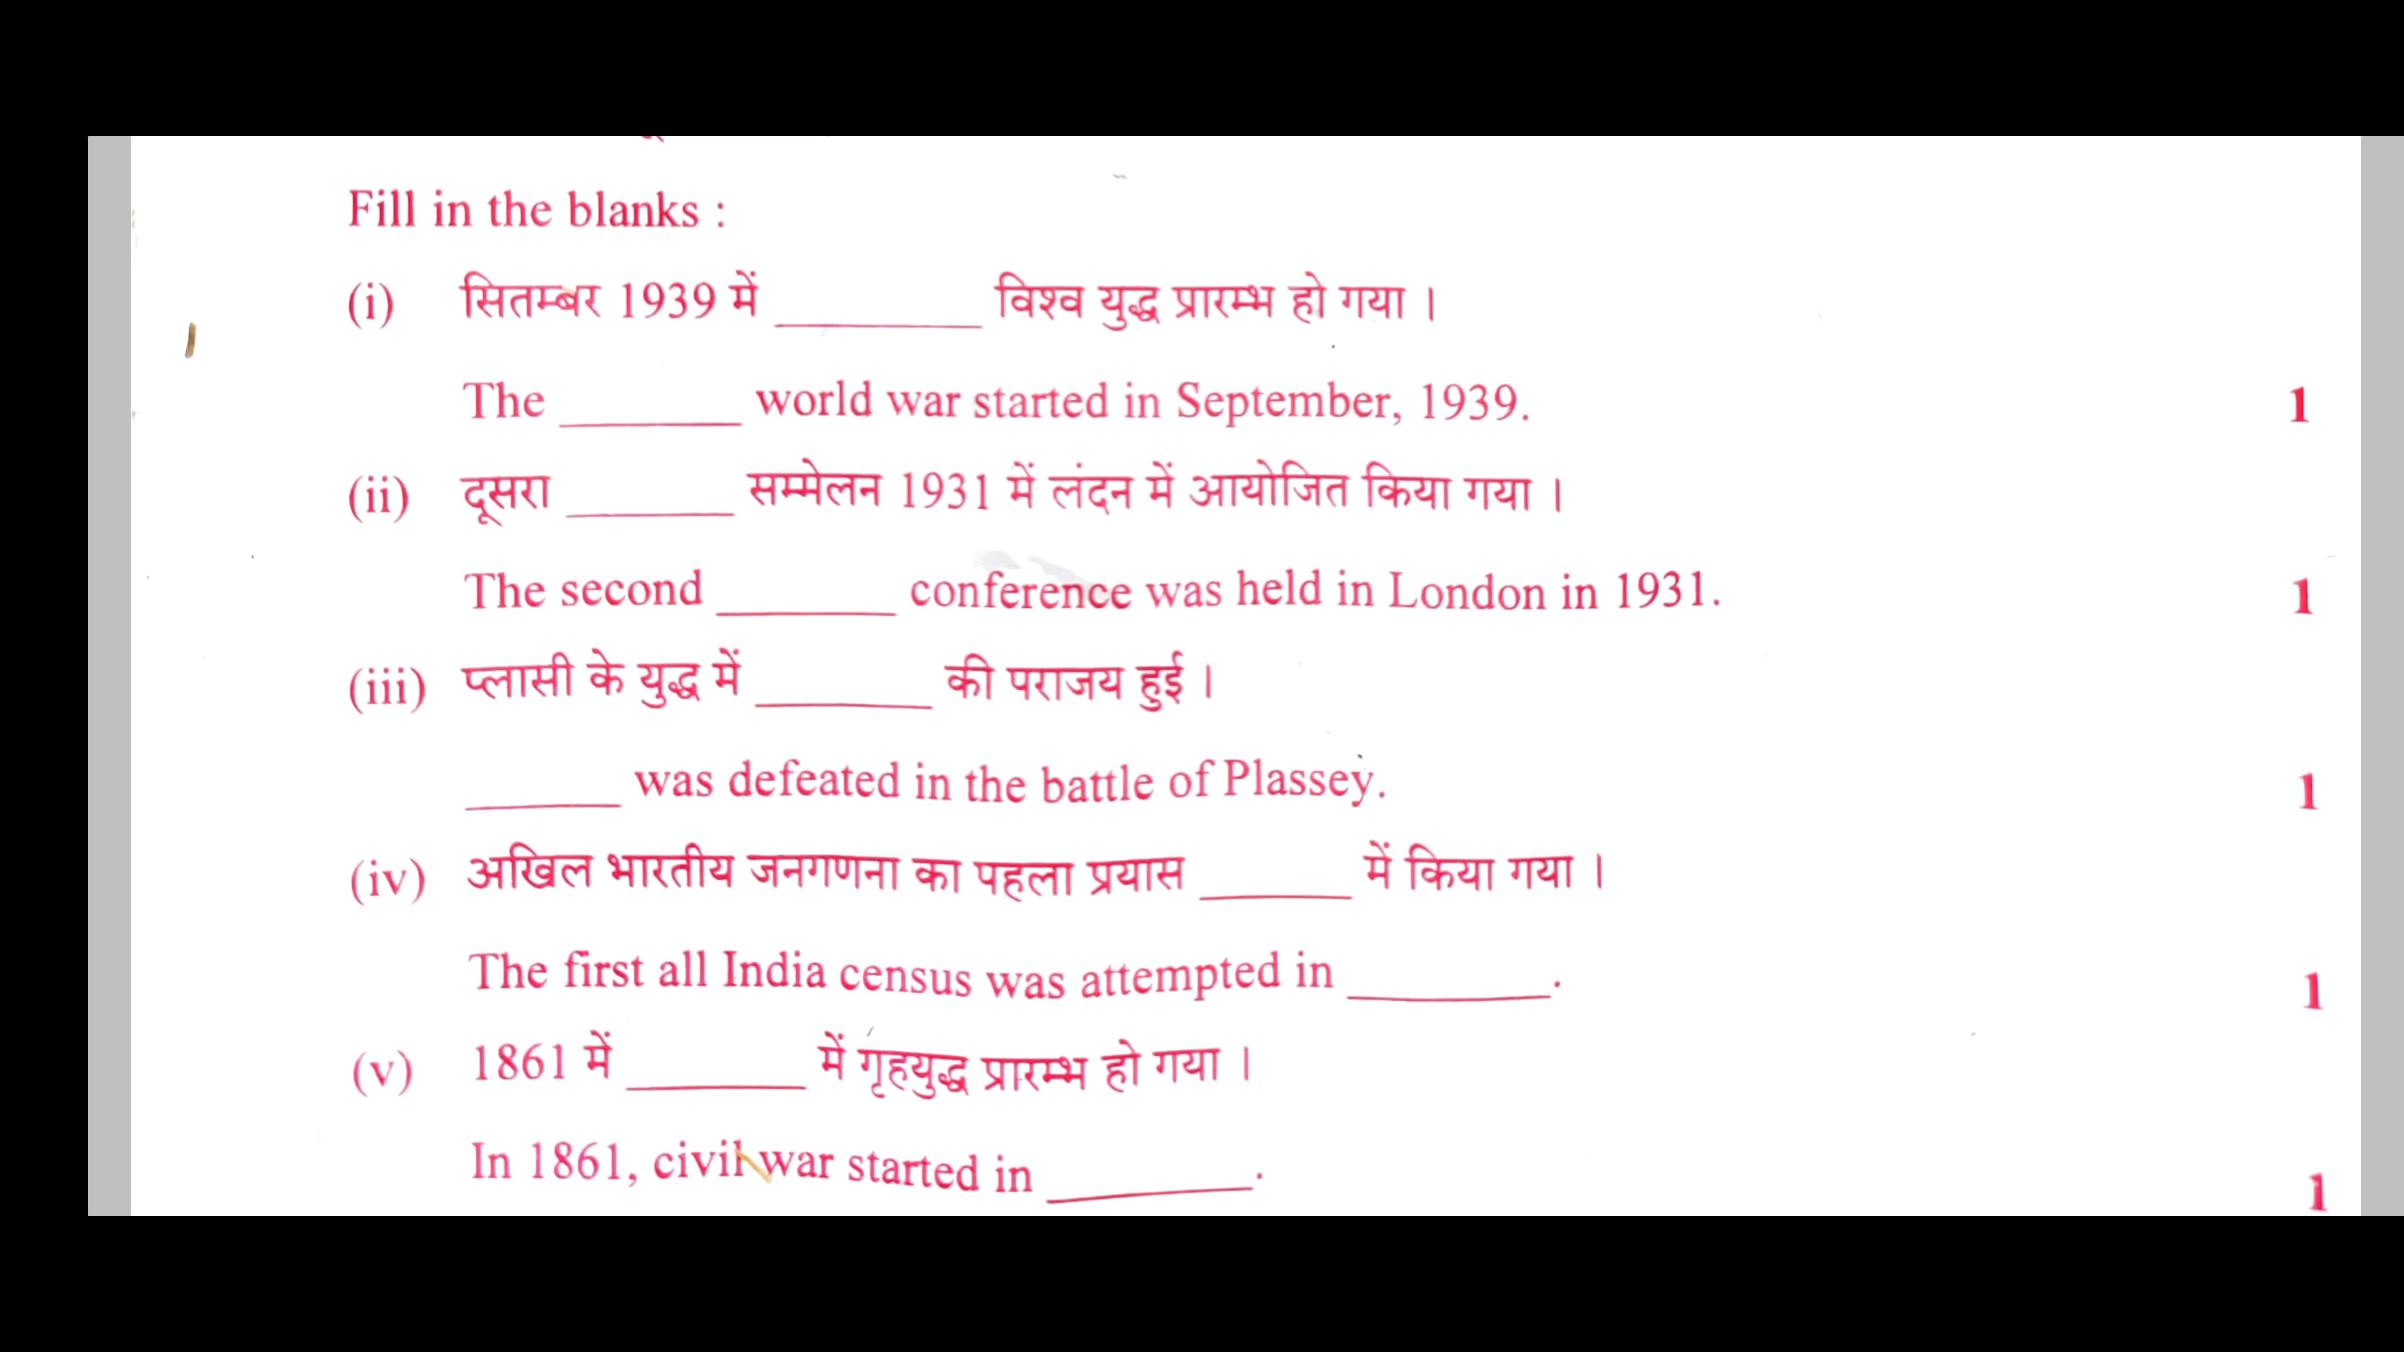 Fill in the blanks :
(i) सितम्बर 1939 में ________ विश्व युद्ध प्रारम्भ हो गया ।
The ________ world war started in September, 1939. 1
(ii) दूसरा ________ सम्मेलन 1931 में लंदन में आयोजित किया गया ।
The second ________ conference was held in London in 1931. 1
(iii) प्लासी के युद्ध में ________ की पराजय हुई ।
________ was defeated in the battle of Plassey. 1
(iv) अखिल भारतीय जनगणना का पहला प्रयास ________ में किया गया ।
The first all India census was attempted in ________. 1
(v) 1861 में ________ में गृहयुद्ध प्रारम्भ हो गया ।
In 1861, civil war started in ________. 1